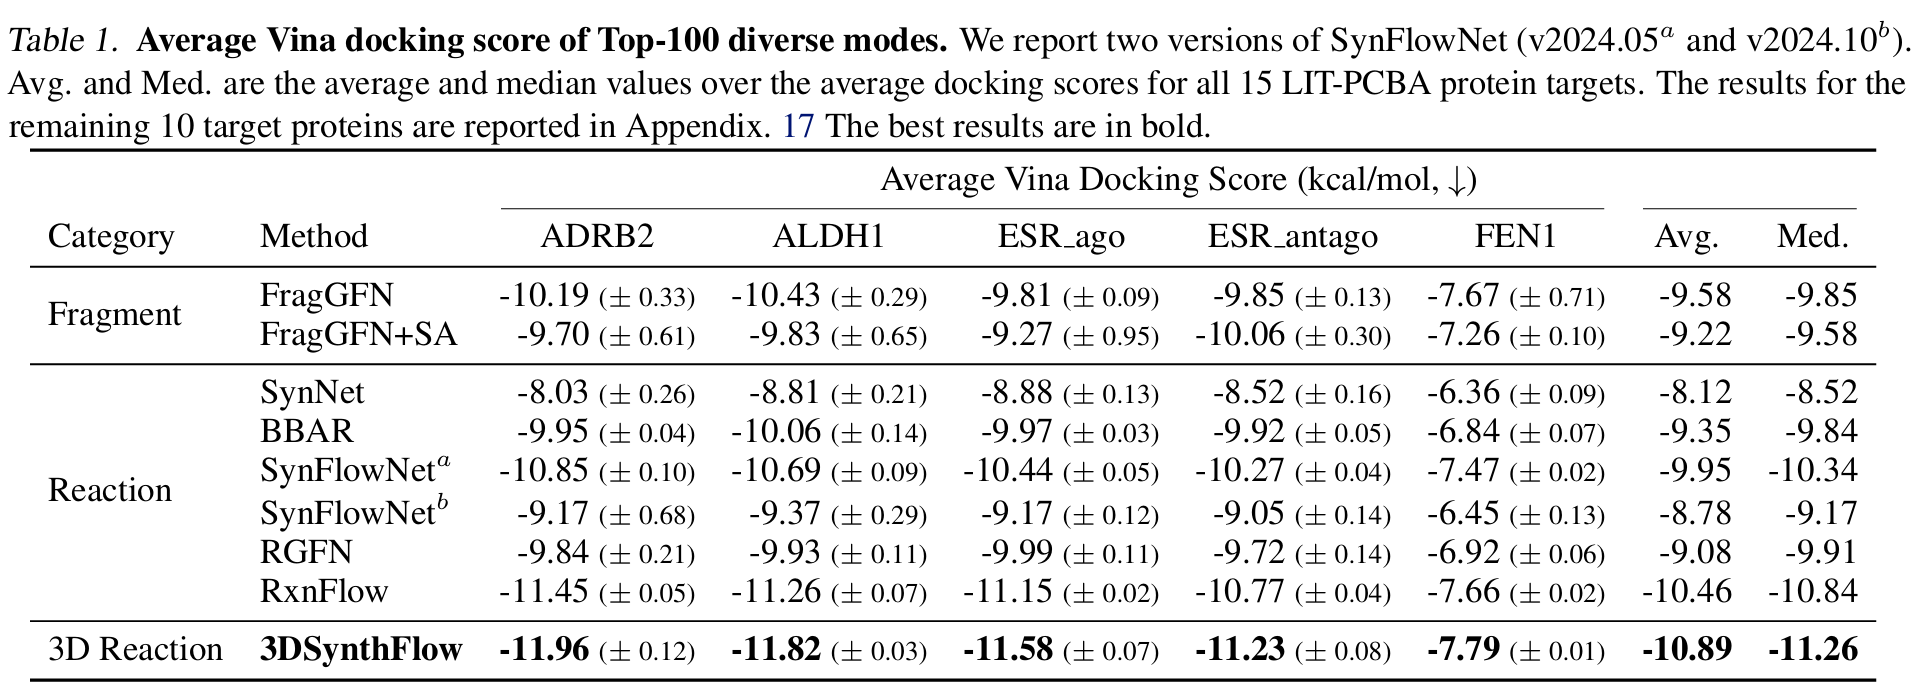 Table 1. Average Vina docking score of Top-100 diverse modes. We report two versions of SynFlowNet (v2024.05a and v2024.10b).
Avg. and Med. are the average and median values over the average docking scores for all 15 LIT-PCBA protein targets. The results for the
remaining 10 target proteins are reported in Appendix. 17 The best results are in bold.
Average Vina Docking Score (kcal/mol, ↓)
Category Method ADRB2 ALDH1 ESR_ago ESR_antago FEN1 Avg. Med.
Fragment
FragGFN -10.19 (± 0.33) -10.43 (± 0.29) -9.81 (± 0.09) -9.85 (± 0.13) -7.67 (± 0.71) -9.58 -9.85
FragGFN+SA -9.70 (± 0.61) -9.83 (± 0.65) -9.27 (± 0.95) -10.06 (± 0.30) -7.26 (± 0.10) -9.22 -9.58
Reaction
SynNet -8.03 (± 0.26) -8.81 (± 0.21) -8.88 (± 0.13) -8.52 (± 0.16) -6.36 (± 0.09) -8.12 -8.52
BBAR -9.95 (± 0.04) -10.06 (± 0.14) -9.97 (± 0.03) -9.92 (± 0.05) -6.84 (± 0.07) -9.35 -9.84
SynFlowNeta -10.85 (± 0.10) -10.69 (± 0.09) -10.44 (± 0.05) -10.27 (± 0.04) -7.47 (± 0.02) -9.95 -10.34
SynFlowNetb -9.17 (± 0.68) -9.37 (± 0.29) -9.17 (± 0.12) -9.05 (± 0.14) -6.45 (± 0.13) -8.78 -9.17
RGFN -9.84 (± 0.21) -9.93 (± 0.11) -9.99 (± 0.11) -9.72 (± 0.14) -6.92 (± 0.06) -9.08 -9.91
RxnFlow -11.45 (± 0.05) -11.26 (± 0.07) -11.15 (± 0.02) -10.77 (± 0.04) -7.66 (± 0.02) -10.46 -10.84
3D Reaction 3DSynthFlow -11.96 (± 0.12) -11.82 (± 0.03) -11.58 (± 0.07) -11.23 (± 0.08) -7.79 (± 0.01) -10.89 -11.26